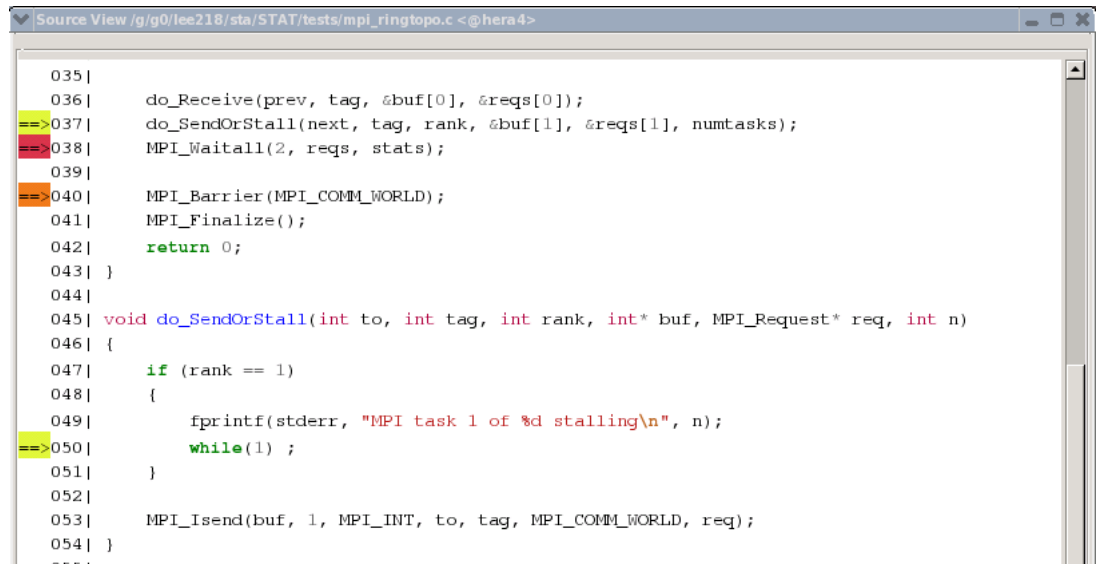 Source View /g/g0/lee218/sta/STAT/tests/mpi_ringtopo.c <@hera4>
035|
036|     do_Receive(prev, tag, &buf[0], &reqs[0]);
==>037|     do_SendOrStall(next, tag, rank, &buf[1], &reqs[1], numtasks);
==>038|     MPI_Waitall(2, reqs, stats);
039|
==>040|     MPI_Barrier(MPI_COMM_WORLD);
041|     MPI_Finalize();
042|     return 0;
043| }
044|
045| void do_SendOrStall(int to, int tag, int rank, int* buf, MPI_Request* req, int n)
046| {
047|     if (rank == 1)
048|     {
049|         fprintf(stderr, "MPI task 1 of %d stalling\n", n);
==>050|         while(1) ;
051|     }
052|
053|     MPI_Isend(buf, 1, MPI_INT, to, tag, MPI_COMM_WORLD, req);
054| }